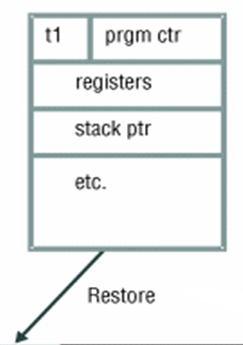 t1 prgm ctr
registers
stack ptr
etc.
Restore